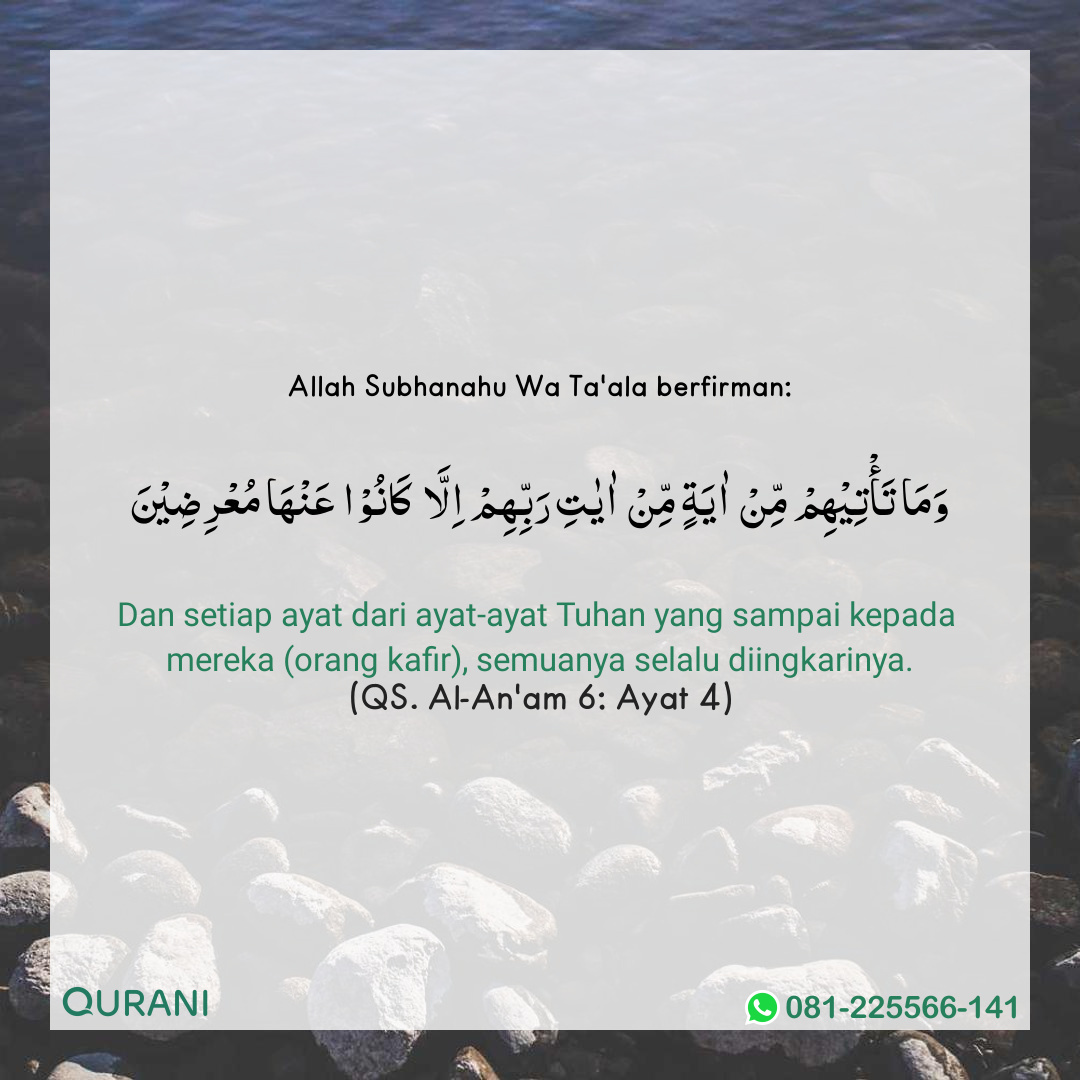 Allah Subhanahu Wa Ta'ala berfirman:
وَمَا تَأْتِيْهِمْ مِّنْ اٰيَةٍ مِّنْ اٰيٰتِ رَبِّهِمْ اِلَّا كَانُوْا عَنْهَا مُعْرِضِيْنَ
Dan setiap ayat dari ayat-ayat Tuhan yang sampai kepada
mereka (orang kafir), semuanya selalu diingkarinya.
(QS. Al-An'am 6: Ayat 4)
QURANI
081-225566-141